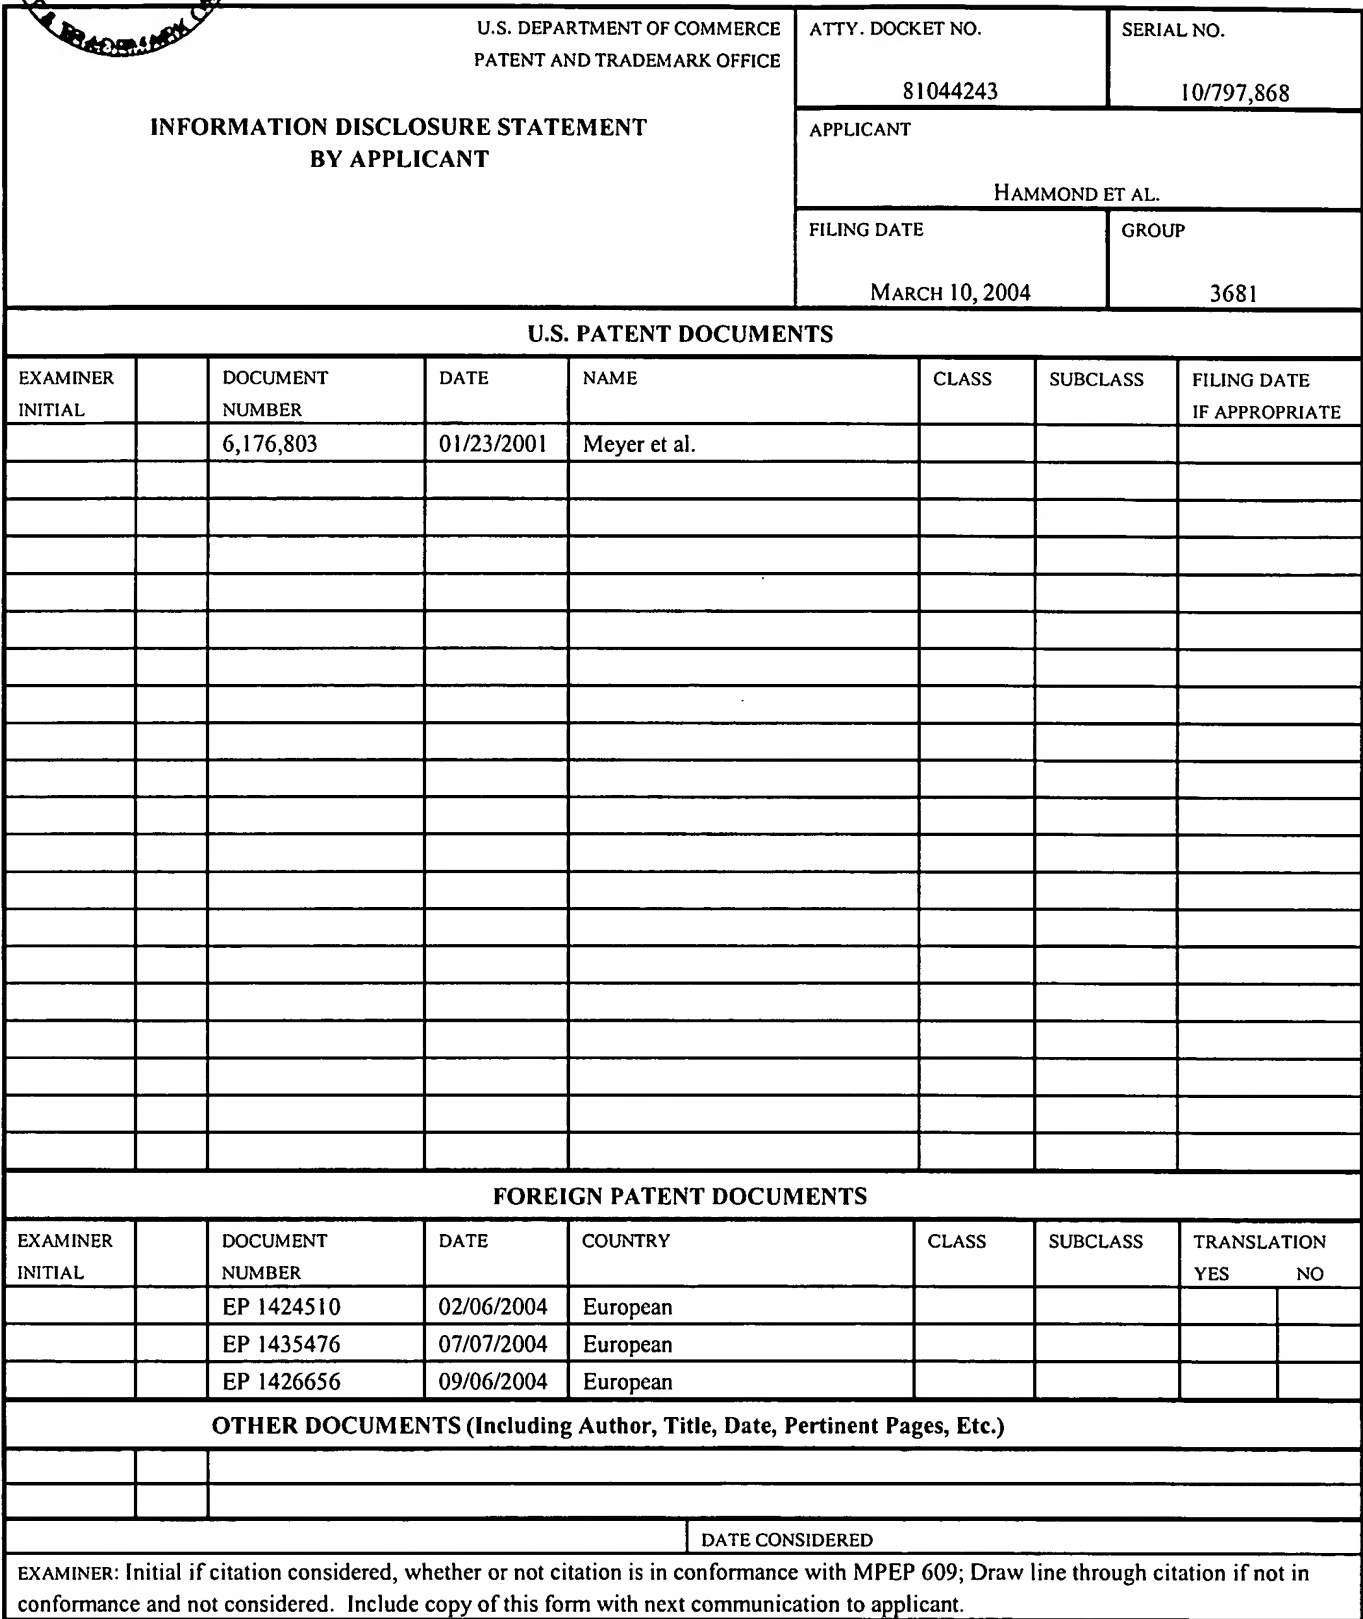 & TRADEMARK
U.S. DEPARTMENT OF COMMERCE
PATENT AND TRADEMARK OFFICE
INFORMATION DISCLOSURE STATEMENT
BY APPLICANT
ATTY. DOCKET NO.
81044243
SERIAL NO.
10/797,868
APPLICANT
HAMMOND ET AL.
FILING DATE
MARCH 10, 2004
GROUP
3681
U.S. PATENT DOCUMENTS
EXAMINER INITIAL DOCUMENT NUMBER DATE NAME CLASS SUBCLASS FILING DATE IF APPROPRIATE
6,176,803 01/23/2001 Meyer et al.
FOREIGN PATENT DOCUMENTS
EXAMINER INITIAL DOCUMENT NUMBER DATE COUNTRY CLASS SUBCLASS TRANSLATION YES NO
EP 1424510 02/06/2004 European
EP 1435476 07/07/2004 European
EP 1426656 09/06/2004 European
OTHER DOCUMENTS (Including Author, Title, Date, Pertinent Pages, Etc.)
DATE CONSIDERED
EXAMINER: Initial if citation considered, whether or not citation is in conformance with MPEP 609; Draw line through citation if not in
conformance and not considered. Include copy of this form with next communication to applicant.